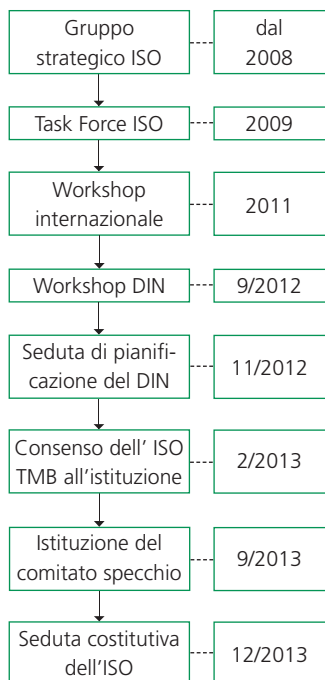 Gruppo
strategico ISO
dal
2008
Task Force ISO
2009
Workshop
internazionale
2011
Workshop DIN
9/2012
Seduta di pianifi-
cazione del DIN
11/2012
Consenso dell' ISO
TMB all'istituzione
2/2013
Istituzione del
comitato specchio
9/2013
Seduta costitutiva
dell'ISO
12/2013